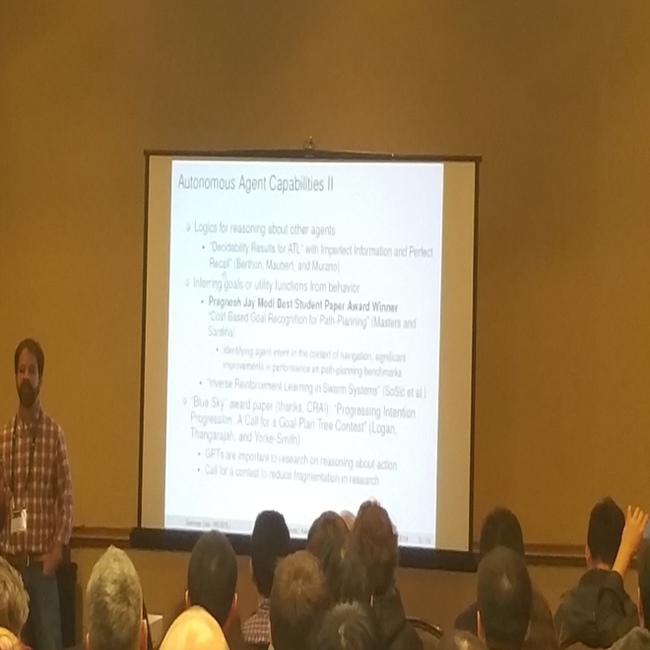 Autonomous Agent Capabilities II
Logics for reasoning about other agents
"Decidability Results for ATL* with Imperfect Information and Perfect
Recall" (Berthon, Maubert, and Murano)
Inferring goals or utility functions from behavior
Pragnesh Jay Modi Best Student Paper Award Winner
"Cost Based Goal Recognition for Path-Planning" (Masters and
Sardiña)
Identifying agent intent in the context of navigation; significant
improvements in performance on path-planning benchmarks
"Inverse Reinforcement Learning in Swarm Systems" (Šošić et al.)
"Blue Sky" award paper (thanks, CRA!): "Progressing Intention
Progression: A Call for a Goal-Plan Tree Contest" (Logan,
Thangarajah, and Yorke-Smith)
GPTs are important to research on reasoning about action
Call for a contest to reduce fragmentation in research